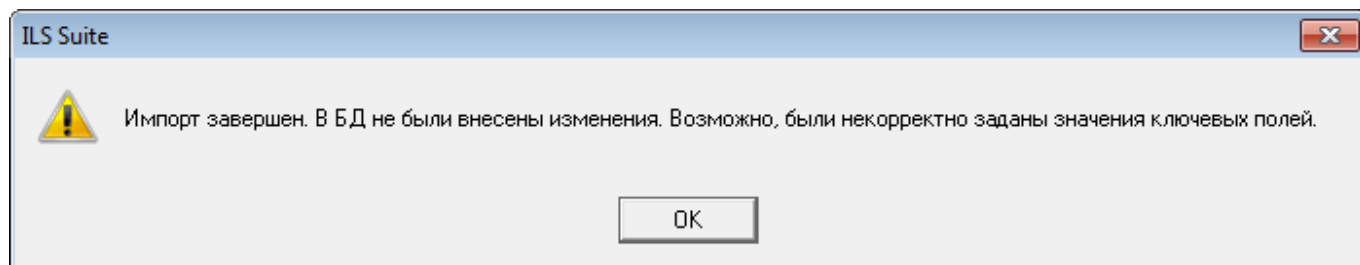 ILS Suite
Импорт завершен. В БД не были внесены изменения. Возможно, были некорректно заданы значения ключевых полей.
OK